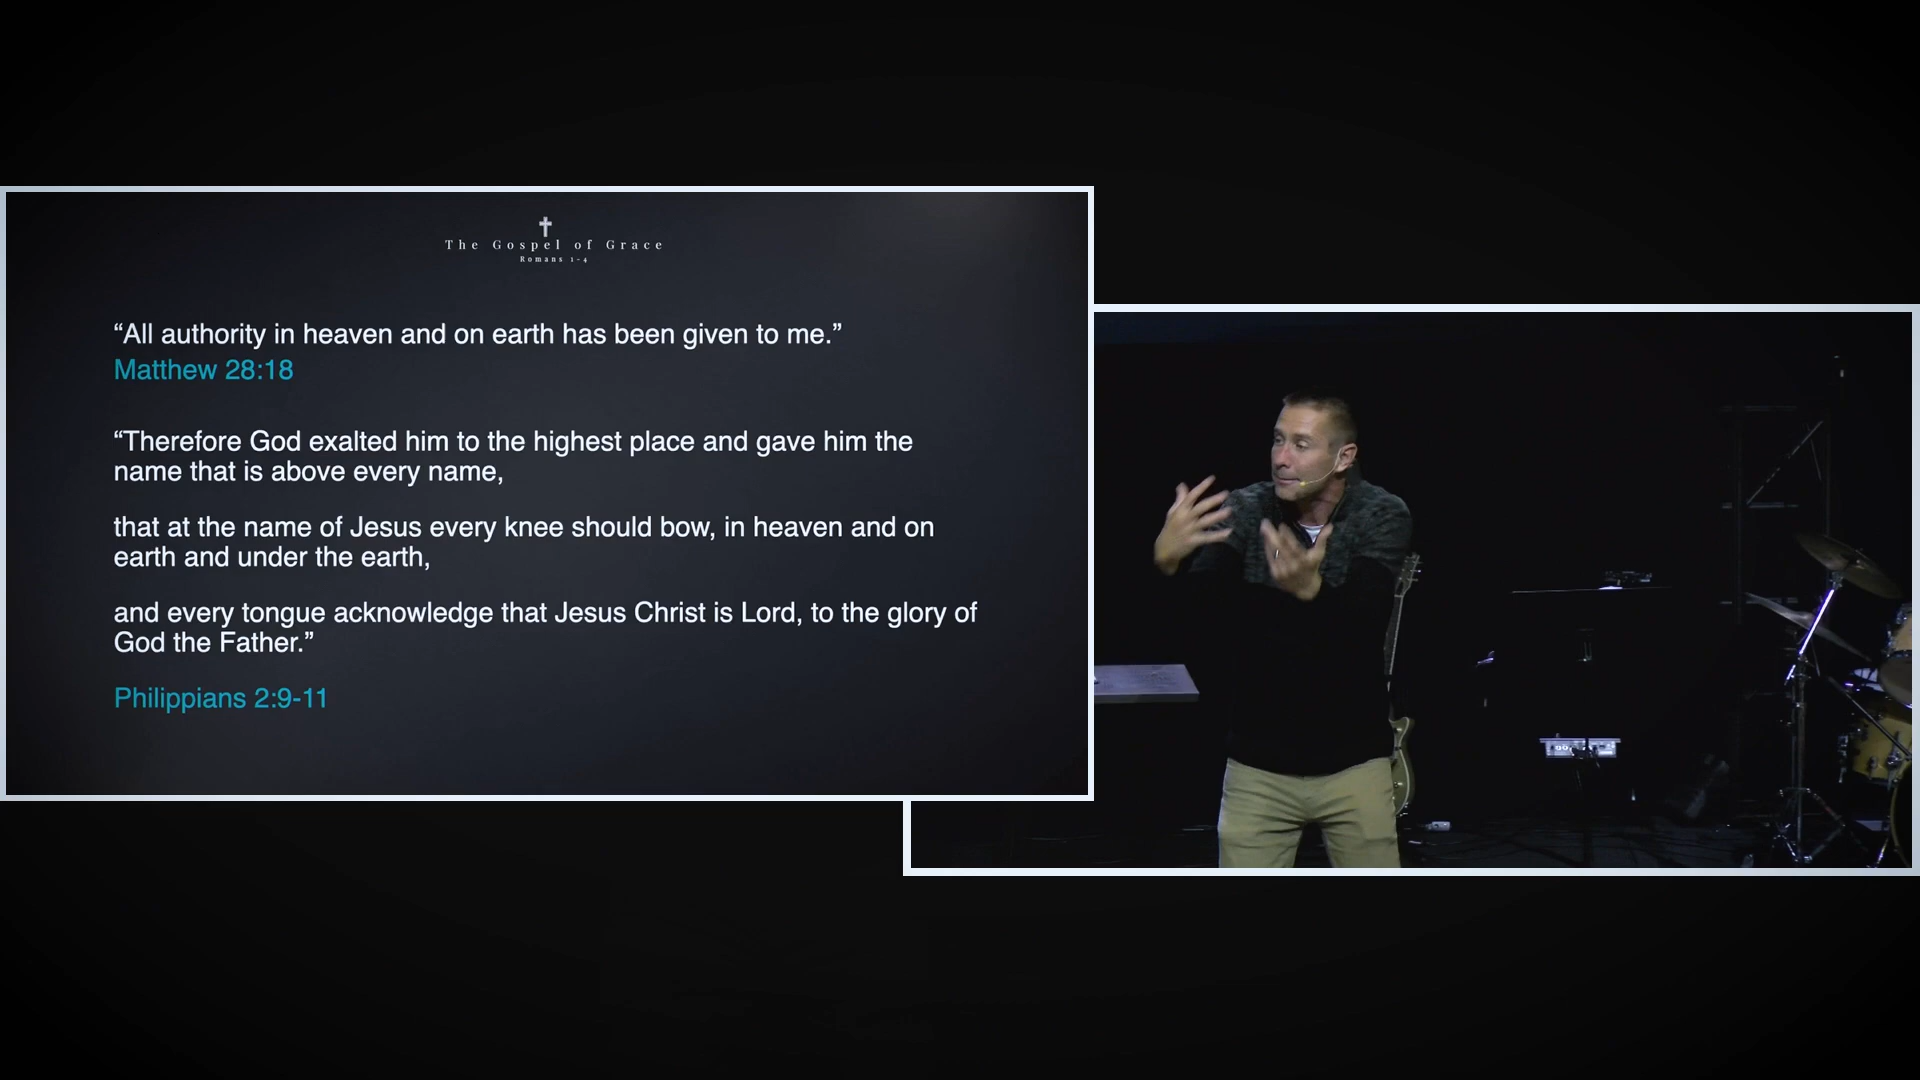 The Gospel of Grace
Romans 1-4
“All authority in heaven and on earth has been given to me.”
Matthew 28:18
“Therefore God exalted him to the highest place and gave him the
name that is above every name,
that at the name of Jesus every knee should bow, in heaven and on
earth and under the earth,
and every tongue acknowledge that Jesus Christ is Lord, to the glory of
God the Father.”
Philippians 2:9-11